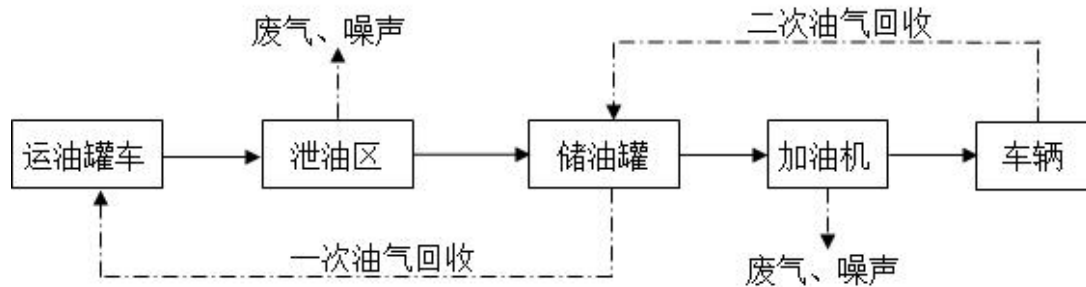 废气、噪声
二次油气回收
运油罐车
泄油区
储油罐
加油机
车辆
一次油气回收
废气、噪声